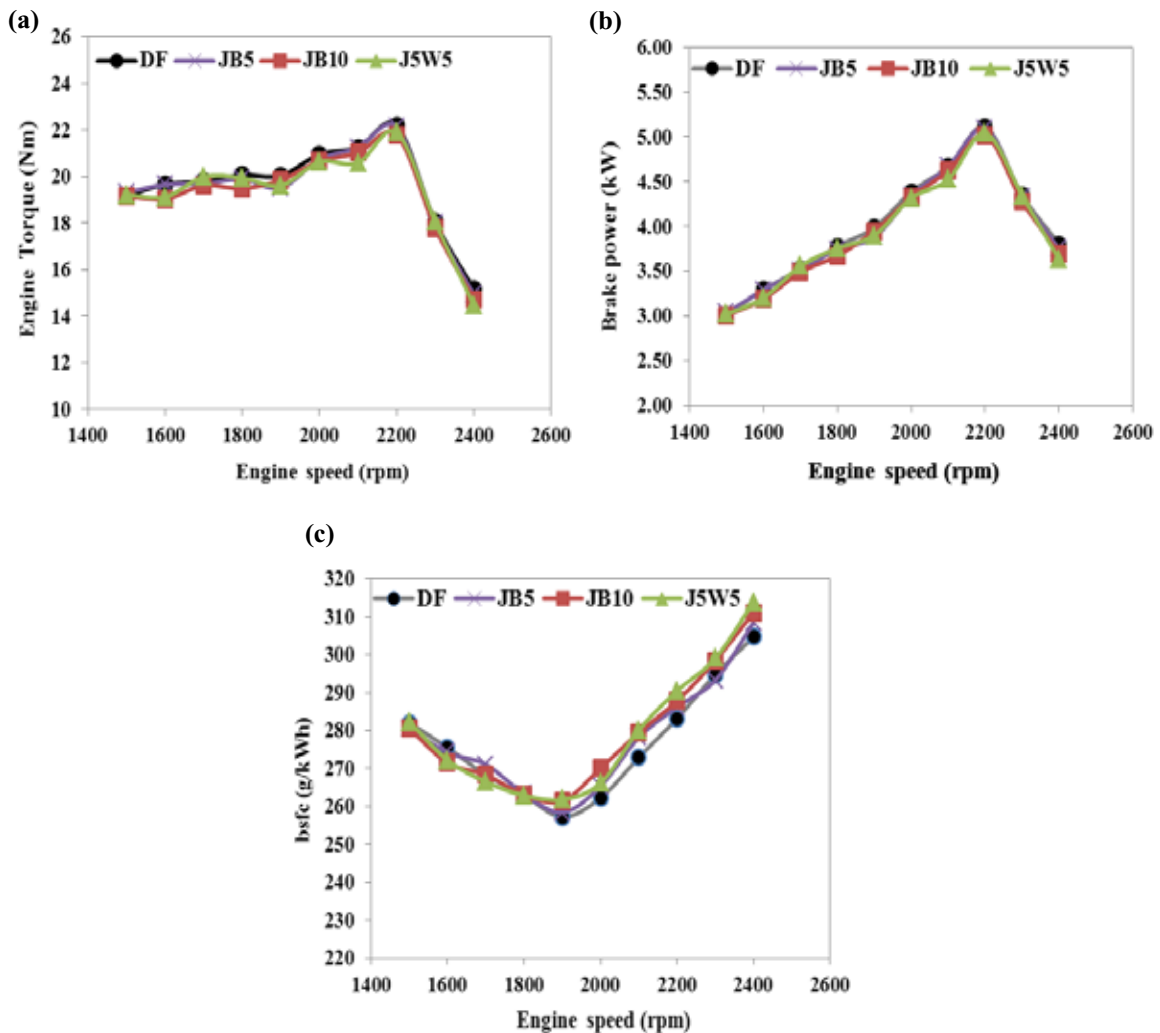 (a)
26
24
22
20
18
16
14
12
10
DF JB5 JB10 J5W5
Engine Torque (Nm)
1400 1600 1800 2000 2200 2400 2600
Engine speed (rpm)
(b)
6.00
5.50
5.00
4.50
4.00
3.50
3.00
2.50
2.00
DF JB5 JB10 J5W5
Brake power (kW)
1400 1600 1800 2000 2200 2400 2600
Engine speed (rpm)
(c)
320
310
300
290
280
270
260
250
240
230
220
DF JB5 JB10 J5W5
bsfc (g/kWh)
1400 1600 1800 2000 2200 2400 2600
Engine speed (rpm)